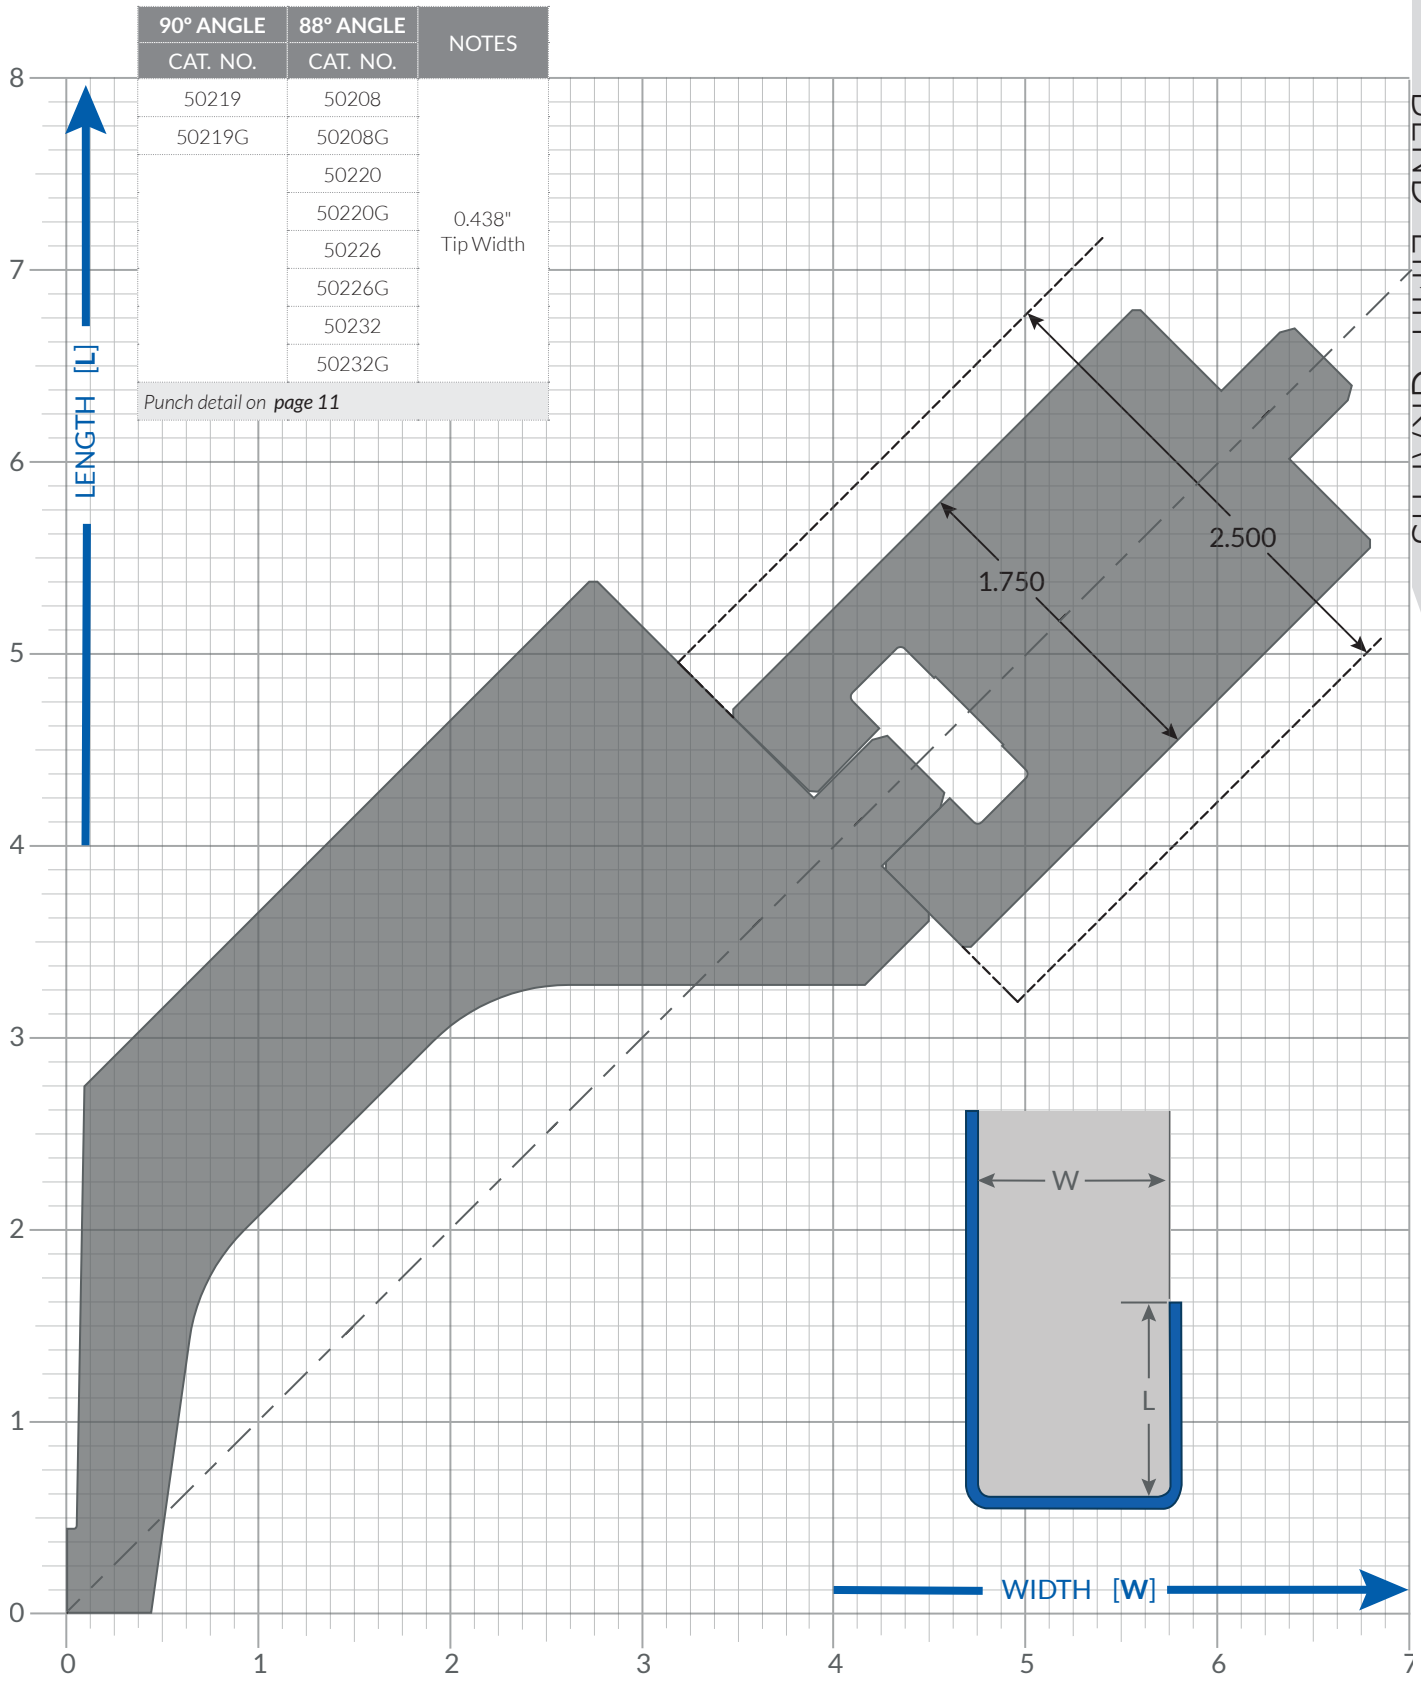 90° ANGLE 88° ANGLE NOTES
CAT. NO. CAT. NO.
50219 50208
50219G 50208G
50220
50220G
50226
50226G
50232
50232G
0.438"
Tip Width
Punch detail on page 11
8
7
6
5
4
3
2
1
0
LENGTH [L]
2.500
1.750
W
L
WIDTH [W]
0 1 2 3 4 5 6 7